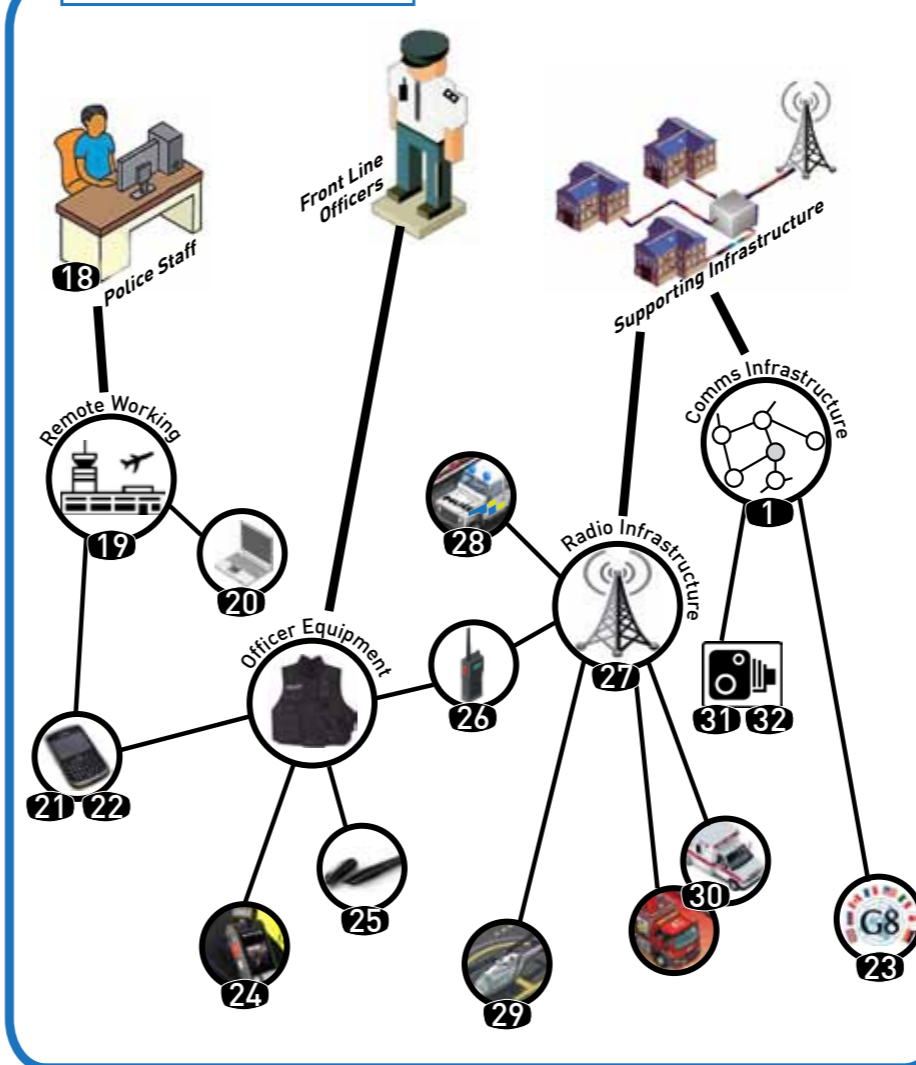 Front Line
Officers
18
Police Staff
Supporting Infrastructure
Remote Working
19
20
Comms Infrastructure
1
28
POLICE
Radio Infrastructure
27
Officer Equipment
26
31 32
21 22
25
24
30
29
G8
23